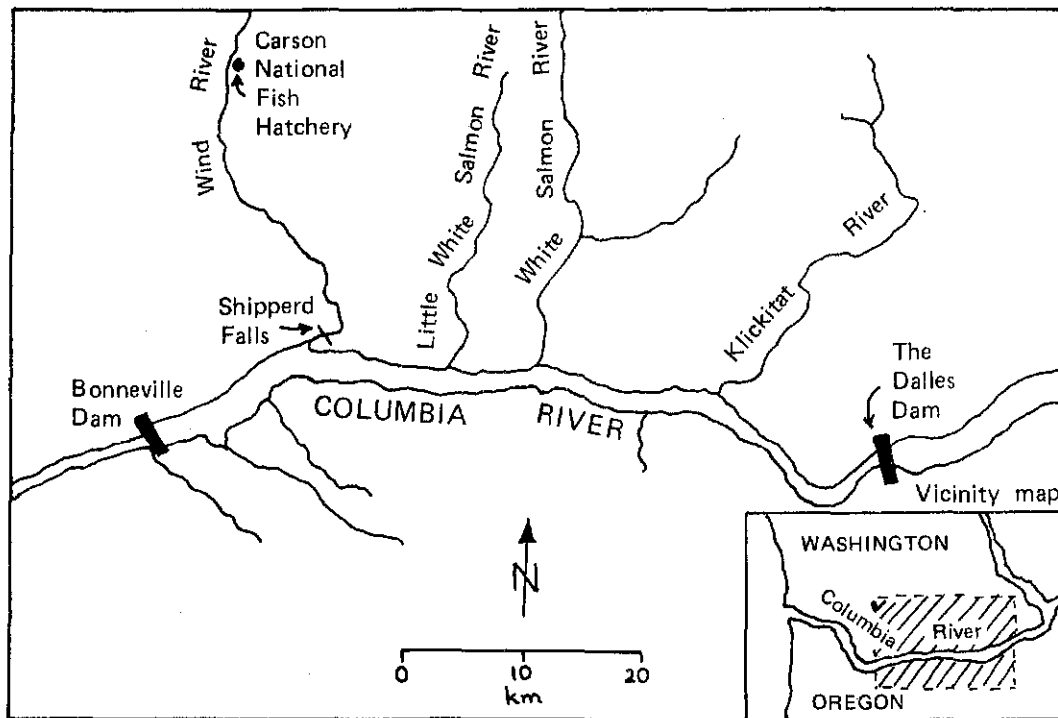 Carson
National
Fish
Hatchery
Wind River
Little White Salmon River
White Salmon River
Klickitat River
Shipperd
Falls
Bonneville
Dam
COLUMBIA RIVER
The
Dalles
Dam
Vicinity map
N
0 10 20
km
WASHINGTON
Columbia River
OREGON